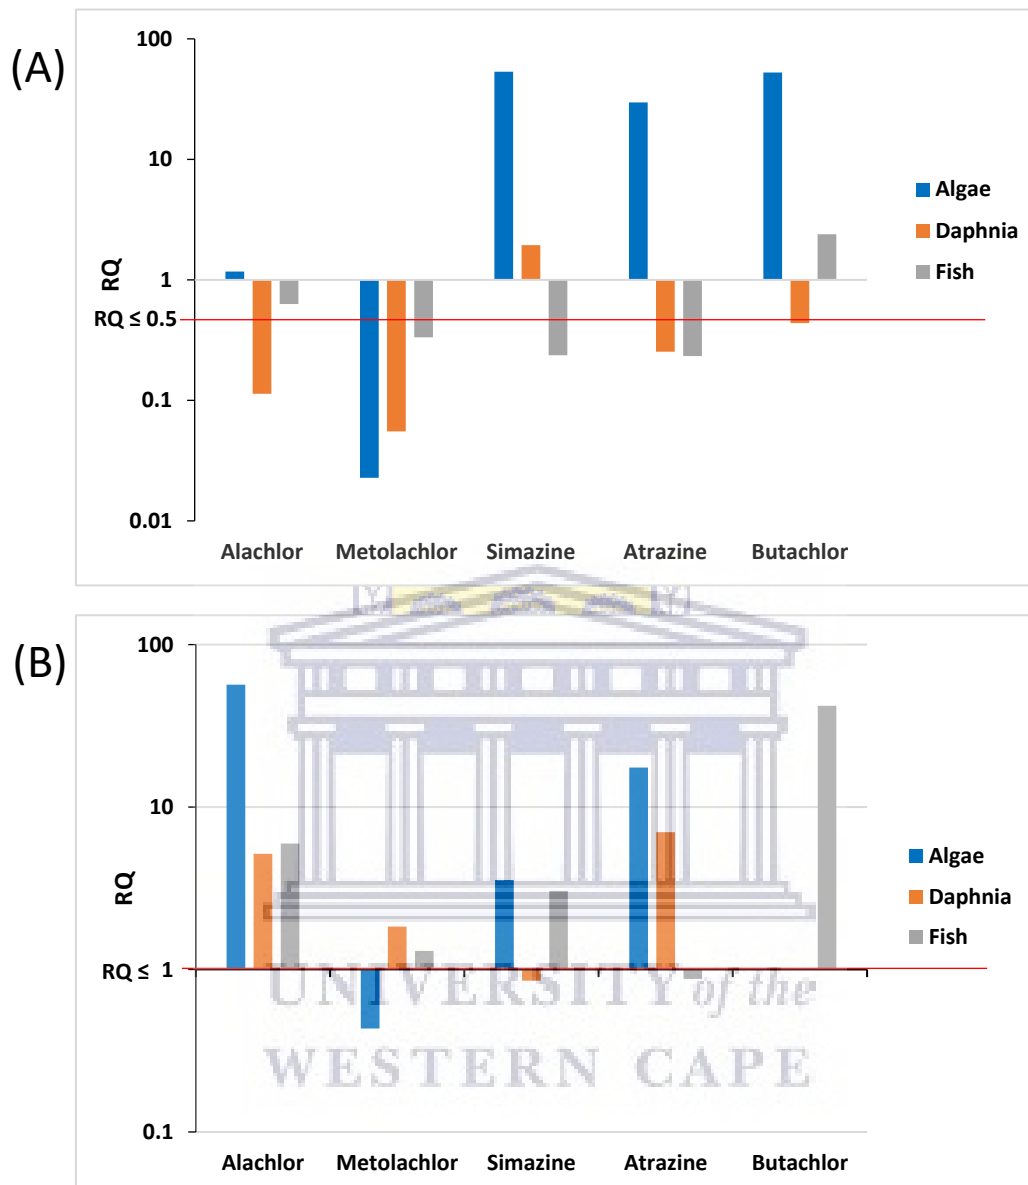 (A)
100
10
1
RQ ≤ 0.5
0.1
0.01
RQ
Alachlor Metolachlor Simazine Atrazine Butachlor
Algae
Daphnia
Fish
(B)
100
10
RQ ≤ 1
0.1
RQ
Alachlor Metolachlor Simazine Atrazine Butachlor
Algae
Daphnia
Fish
UNIVERSITY of the
WESTERN CAPE